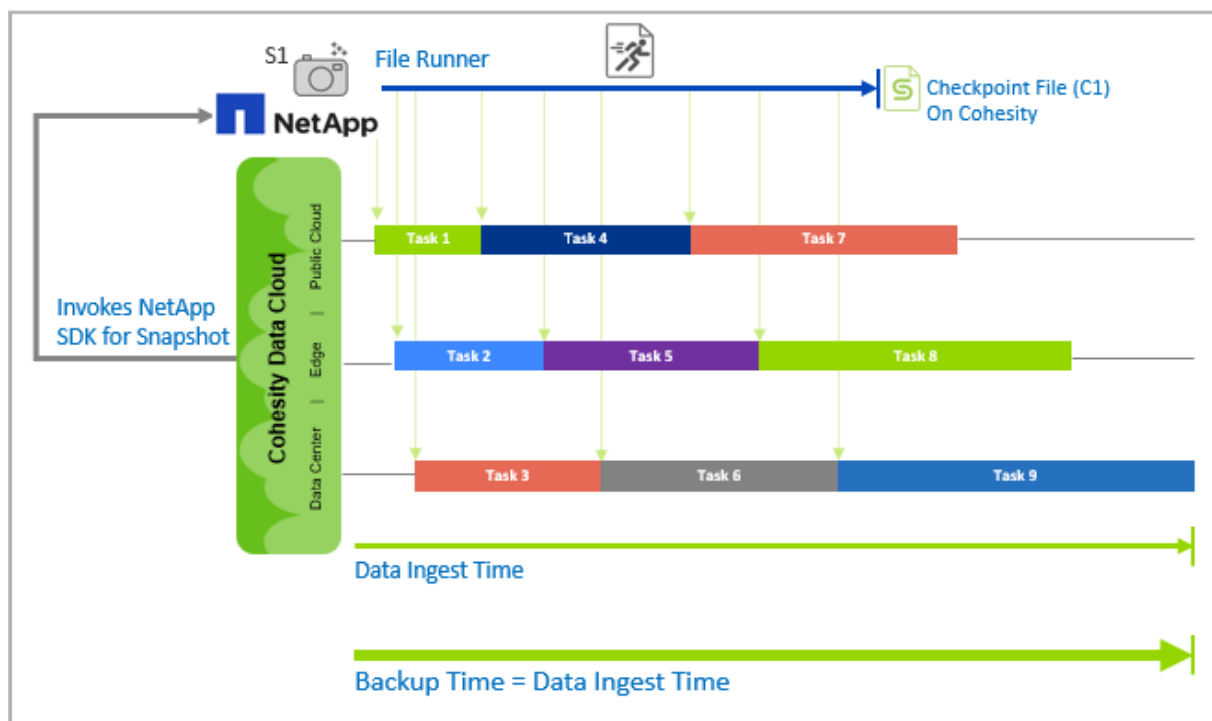 S1
File Runner
Checkpoint File (C1)
On Cohesity
NetApp
Invokes NetApp
SDK for Snapshot
Cohesity Data Cloud
Data Center | Edge | Public Cloud
Task 1
Task 4
Task 7
Task 2
Task 5
Task 8
Task 3
Task 6
Task 9
Data Ingest Time
Backup Time = Data Ingest Time